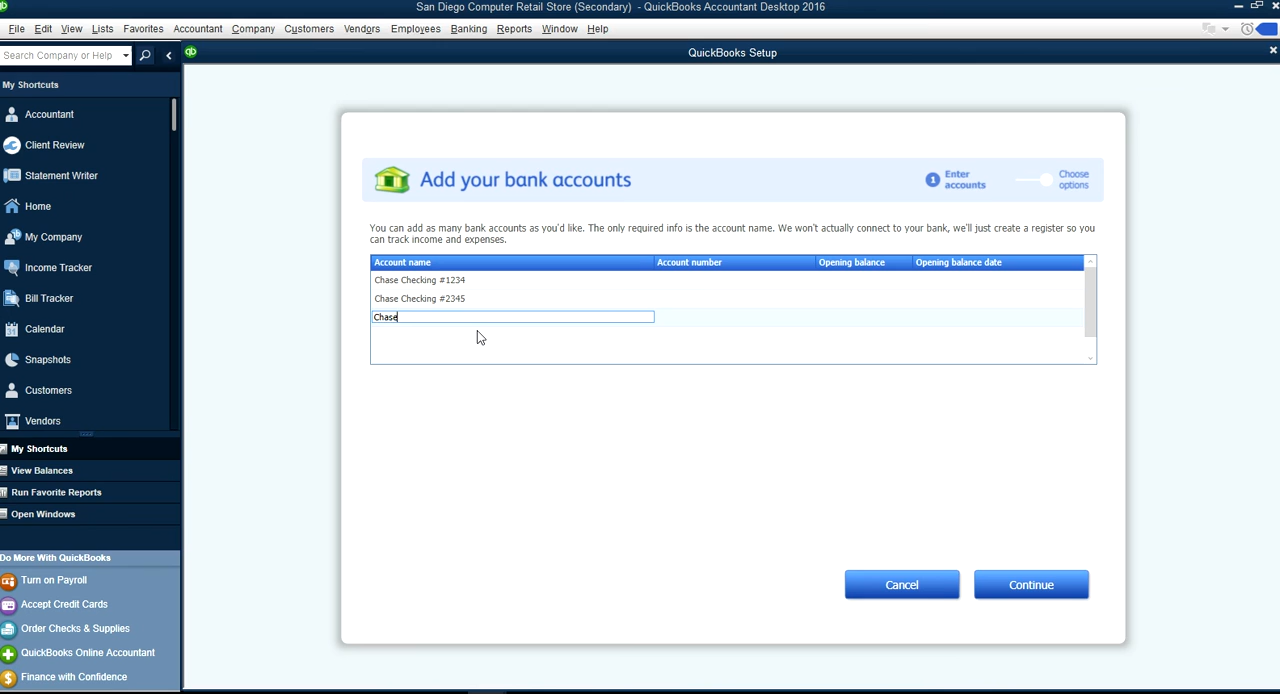 San Diego Computer Retail Store (Secondary) - QuickBooks Accountant Desktop 2016
File Edit View Lists Favorites Accountant Company Customers Vendors Employees Banking Reports Window Help
Search Company or Help
qb QuickBooks Setup
My Shortcuts
Accountant
Client Review
Statement Writer
Home
My Company
Income Tracker
Bill Tracker
Calendar
Snapshots
Customers
Vendors
My Shortcuts
View Balances
Run Favorite Reports
Open Windows
Do More With QuickBooks
Turn on Payroll
Accept Credit Cards
Order Checks & Supplies
QuickBooks Online Accountant
Finance with Confidence
Add your bank accounts
1 Enter accounts
Choose options
You can add as many bank accounts as you'd like. The only required info is the account name. We won't actually connect to your bank, we'll just create a register so you
can track income and expenses.
Account name Account number Opening balance Opening balance date
Chase Checking #1234
Chase Checking #2345
Chase
Cancel Continue